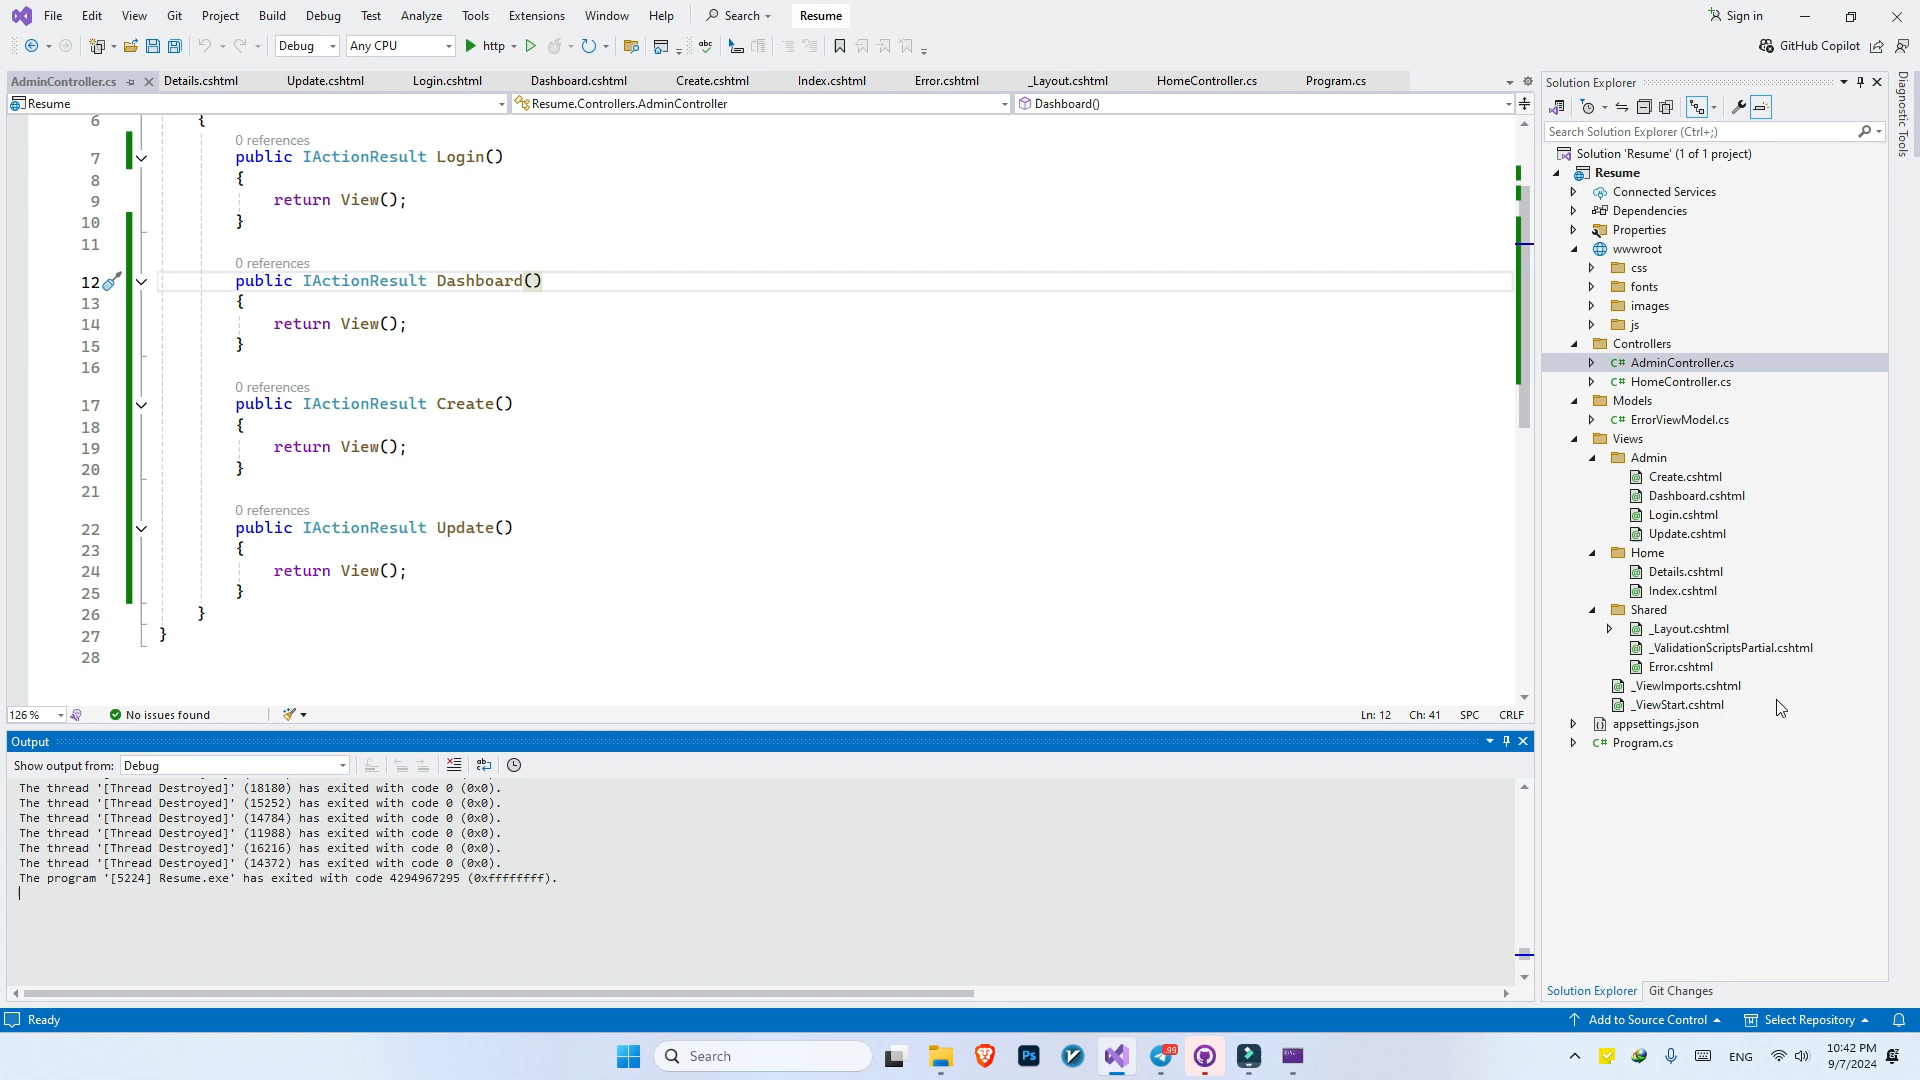 File Edit View Git Project Build Debug Test Analyze Tools Extensions Window Help Search Resume Sign in
Debug Any CPU http GitHub Copilot
AdminController.cs Details.cshtml Update.cshtml Login.cshtml Dashboard.cshtml Create.cshtml Index.cshtml Error.cshtml _Layout.cshtml HomeController.cs Program.cs
Resume Resume.Controllers.AdminController Dashboard()
6 {
0 references
7 public IActionResult Login()
8 {
9 return View();
10 }
11
0 references
12 public IActionResult Dashboard()
13 {
14 return View();
15 }
16
0 references
17 public IActionResult Create()
18 {
19 return View();
20 }
21
0 references
22 public IActionResult Update()
23 {
24 return View();
25 }
26 }
27 }
28
126 % No issues found Ln: 12 Ch: 41 SPC CRLF
Output
Show output from: Debug
The thread '[Thread Destroyed]' (18180) has exited with code 0 (0x0).
The thread '[Thread Destroyed]' (15252) has exited with code 0 (0x0).
The thread '[Thread Destroyed]' (14784) has exited with code 0 (0x0).
The thread '[Thread Destroyed]' (11988) has exited with code 0 (0x0).
The thread '[Thread Destroyed]' (16216) has exited with code 0 (0x0).
The thread '[Thread Destroyed]' (14372) has exited with code 0 (0x0).
The program '[5224] Resume.exe' has exited with code 4294967295 (0xffffffff).
Solution Explorer
Search Solution Explorer (Ctrl+;)
Solution 'Resume' (1 of 1 project)
Resume
Connected Services
Dependencies
Properties
wwwroot
css
fonts
images
js
Controllers
C# AdminController.cs
C# HomeController.cs
Models
C# ErrorViewModel.cs
Views
Admin
Create.cshtml
Dashboard.cshtml
Login.cshtml
Update.cshtml
Home
Details.cshtml
Index.cshtml
Shared
_Layout.cshtml
_ValidationScriptsPartial.cshtml
Error.cshtml
_ViewImports.cshtml
_ViewStart.cshtml
appsettings.json
C# Program.cs
Solution Explorer Git Changes
Diagnostic Tools
Ready Add to Source Control Select Repository
Search Ps 99 ENG 10:42 PM
9/7/2024